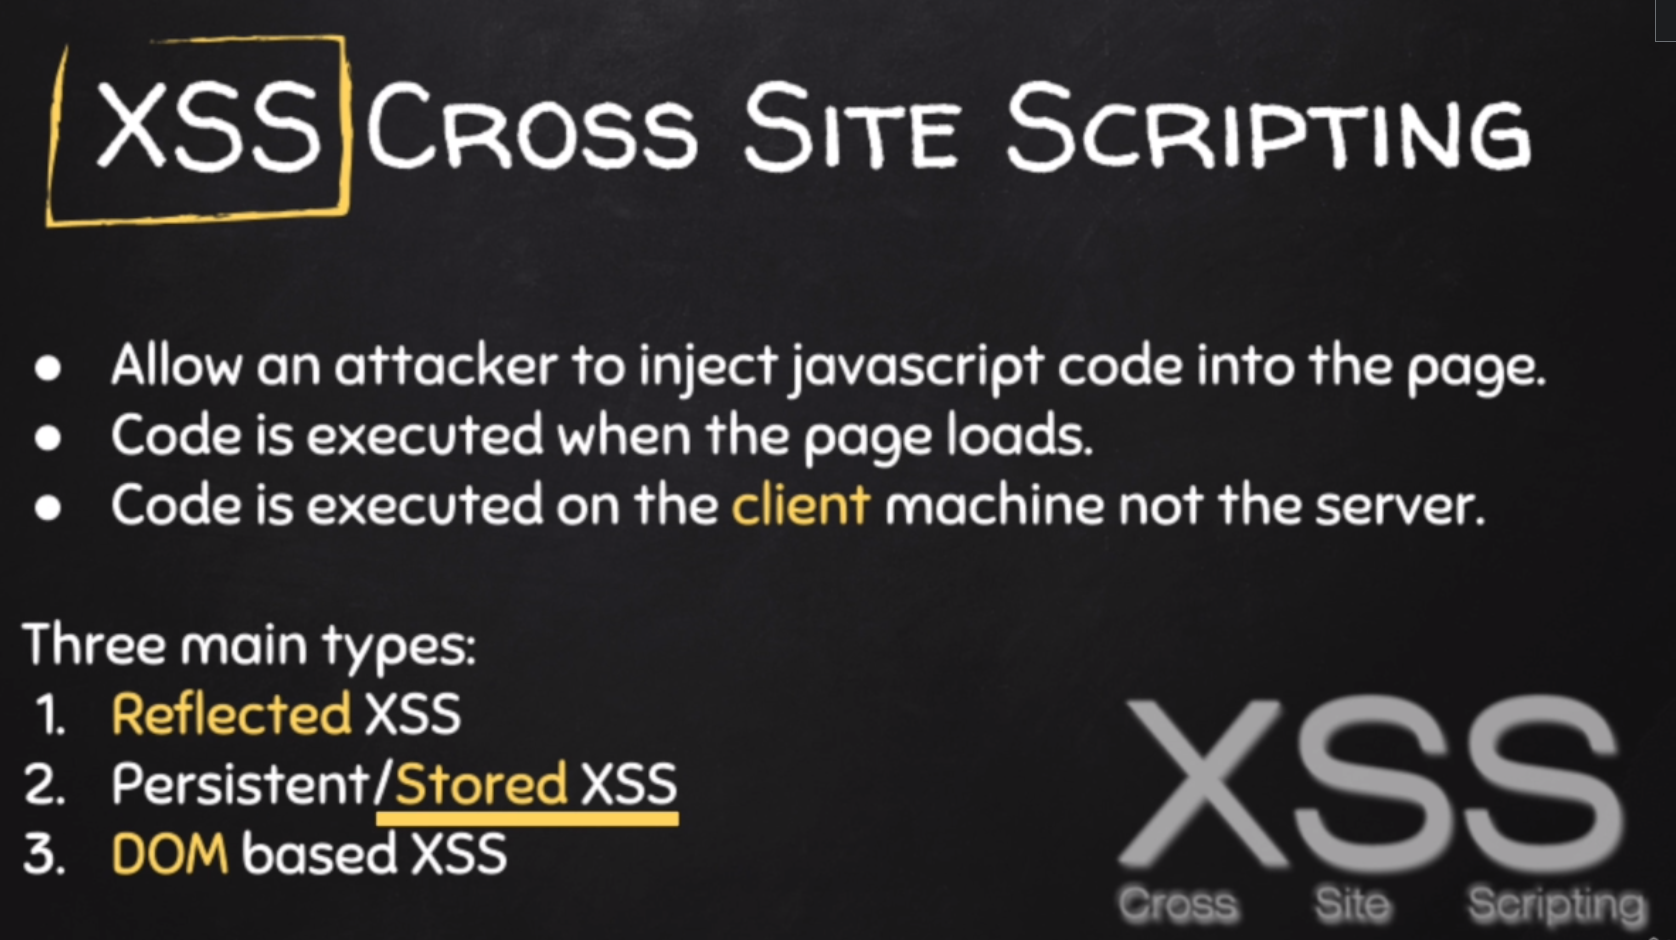 XSS Cross Site Scripting
● Allow an attacker to inject javascript code into the page.
● Code is executed when the page loads.
● Code is executed on the client machine not the server.
Three main types:
1. Reflected XSS
2. Persistent/Stored XSS
3. DOM based XSS
XSS
Cross Site Scripting